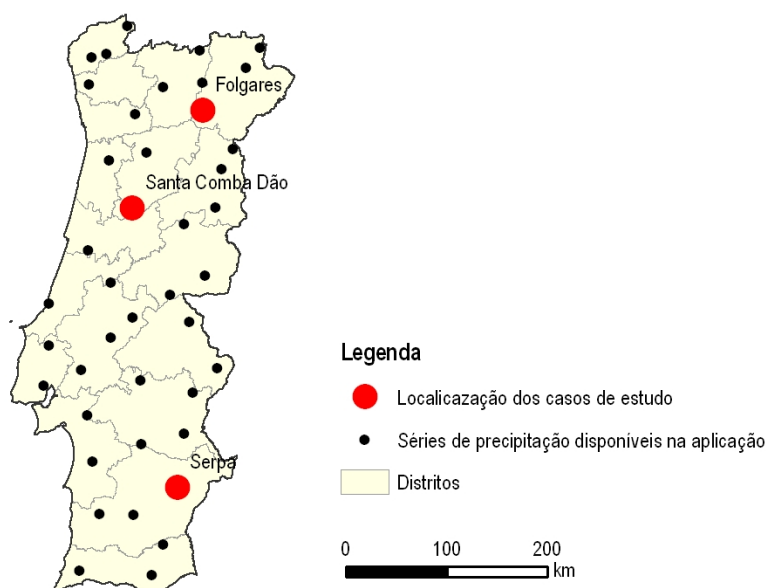 Folgares
Santa Comba Dão
Serpa
Legenda
Localicazação dos casos de estudo
Séries de precipitação disponíveis na aplicação
Distritos
0 100 200
km